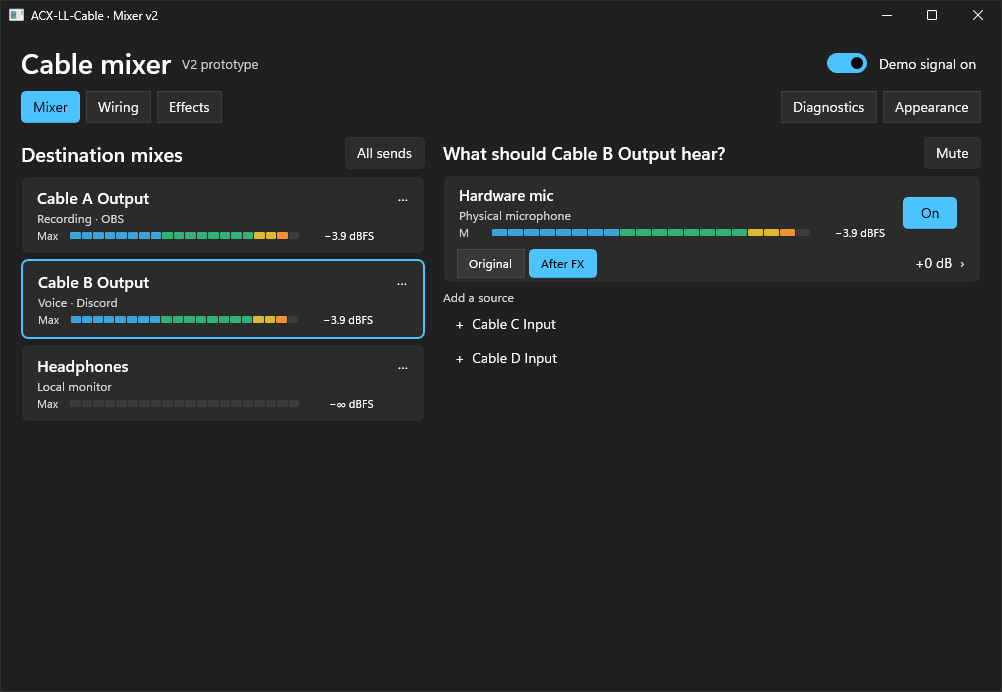 ACX-LL-Cable · Mixer v2
Cable mixer V2 prototype
Demo signal on
Mixer Wiring Effects
Diagnostics Appearance
Destination mixes
All sends
Cable A Output ...
Recording · OBS
Max −3.9 dBFS
Cable B Output ...
Voice · Discord
Max −3.9 dBFS
Headphones ...
Local monitor
Max −∞ dBFS
What should Cable B Output hear?
Mute
Hardware mic
Physical microphone
On
M −3.9 dBFS
Original After FX
+0 dB ›
Add a source
+ Cable C Input
+ Cable D Input